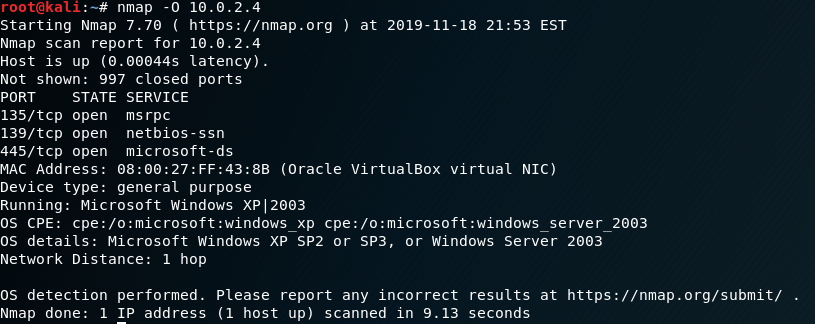 root@kali:~# nmap -O 10.0.2.4
Starting Nmap 7.70 ( https://nmap.org ) at 2019-11-18 21:53 EST
Nmap scan report for 10.0.2.4
Host is up (0.00044s latency).
Not shown: 997 closed ports
PORT    STATE SERVICE
135/tcp open  msrpc
139/tcp open  netbios-ssn
445/tcp open  microsoft-ds
MAC Address: 08:00:27:FF:43:8B (Oracle VirtualBox virtual NIC)
Device type: general purpose
Running: Microsoft Windows XP|2003
OS CPE: cpe:/o:microsoft:windows_xp cpe:/o:microsoft:windows_server_2003
OS details: Microsoft Windows XP SP2 or SP3, or Windows Server 2003
Network Distance: 1 hop
OS detection performed. Please report any incorrect results at https://nmap.org/submit/ .
Nmap done: 1 IP address (1 host up) scanned in 9.13 seconds